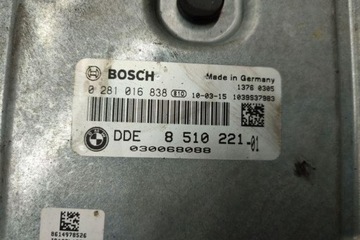 BOSCH
Made in Germany
1376 0305
0 281 016 838 E10 10-03-15 1039S37983
DDE 8 510 221-01
030068088
8614978526